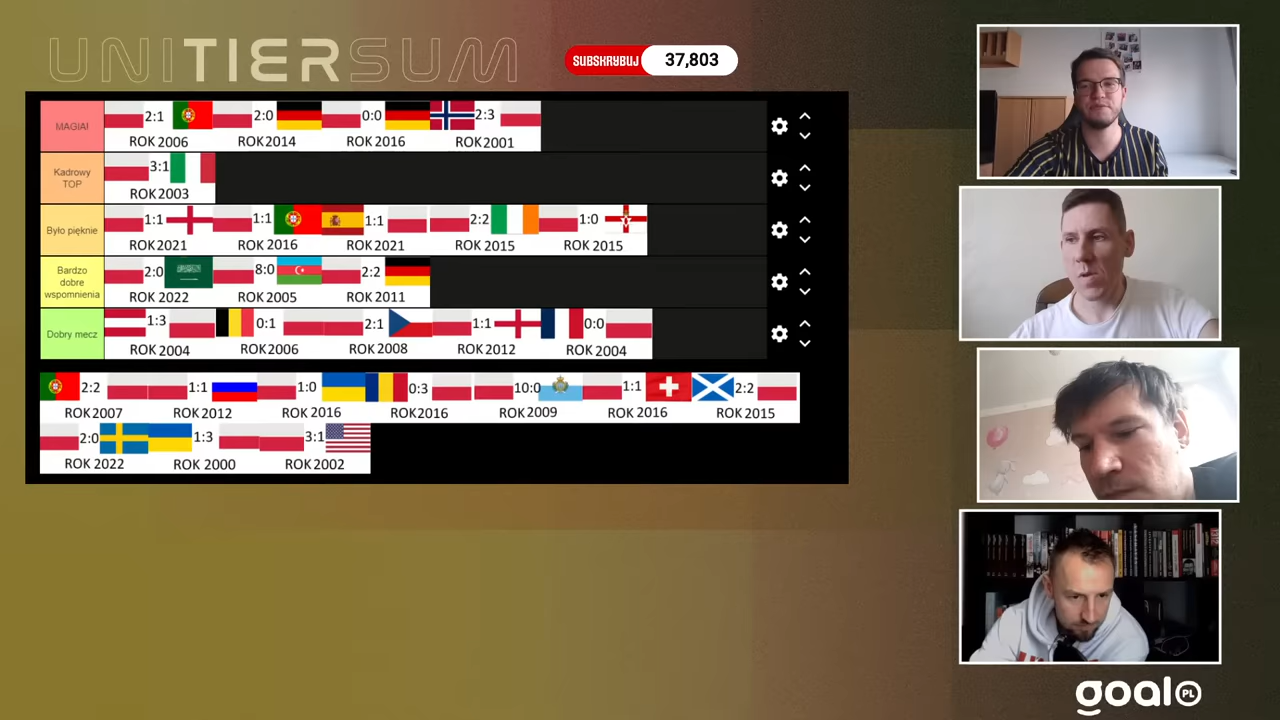 UNITIERSUM
SUBSKRYBUJ 37,803
MAGIA!
2:1 2:0 0:0 2:3
ROK 2006 ROK 2014 ROK 2016 ROK 2001
Kadrowy
TOP
3:1
ROK 2003
Było pięknie
1:1 1:1 1:1 2:2 1:0
ROK 2021 ROK 2016 ROK 2021 ROK 2015 ROK 2015
Bardzo
dobre
wspomnienia
2:0 8:0 2:2
ROK 2022 ROK 2005 ROK 2011
Dobry mecz
1:3 0:1 2:1 1:1 0:0
ROK 2004 ROK 2006 ROK 2008 ROK 2012 ROK 2004
2:2 1:1 1:0 0:3 10:0 1:1 2:2
ROK 2007 ROK 2012 ROK 2016 ROK 2016 ROK 2009 ROK 2016 ROK 2015
2:0 1:3 3:1
ROK 2022 ROK 2000 ROK 2002
goal PL